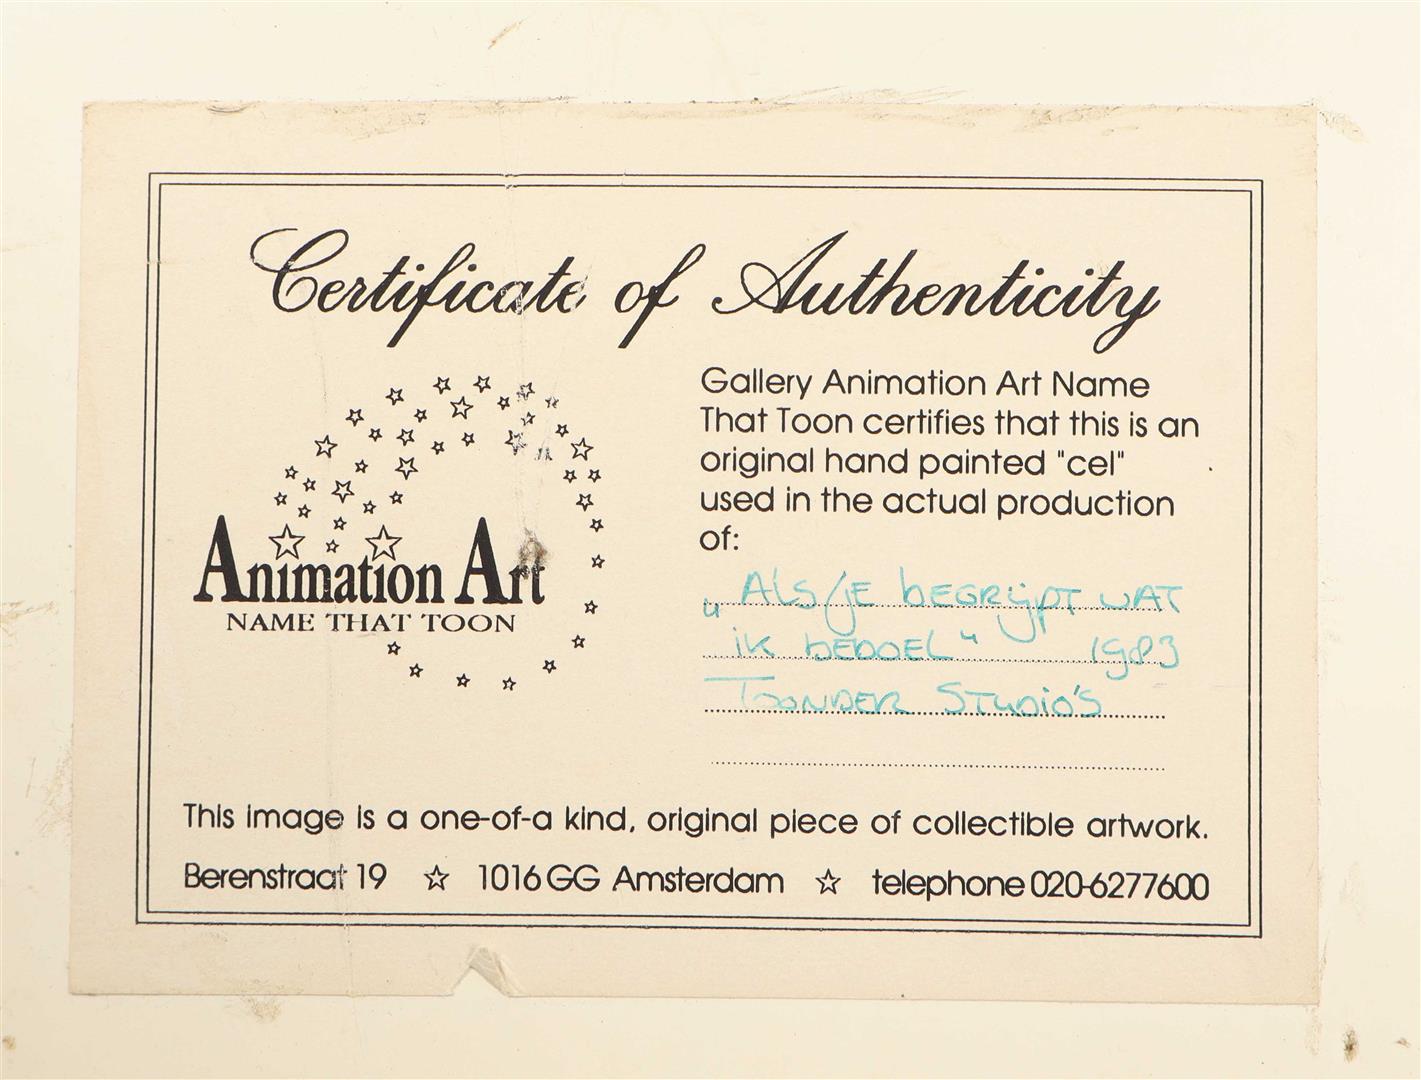 Certificate of Authenticity
Animation Art
NAME THAT TOON
Gallery Animation Art Name
That Toon certifies that this is an
original hand painted "cel"
used in the actual production
of:
„ALS JE BEGRIJPT WAT
IK BEDOEL" 1983
TOONDER STUDIO'S
This image is a one-of-a kind, original piece of collectible artwork.
Berenstraat 19 ☆ 1016 GG Amsterdam ☆ telephone 020-6277600